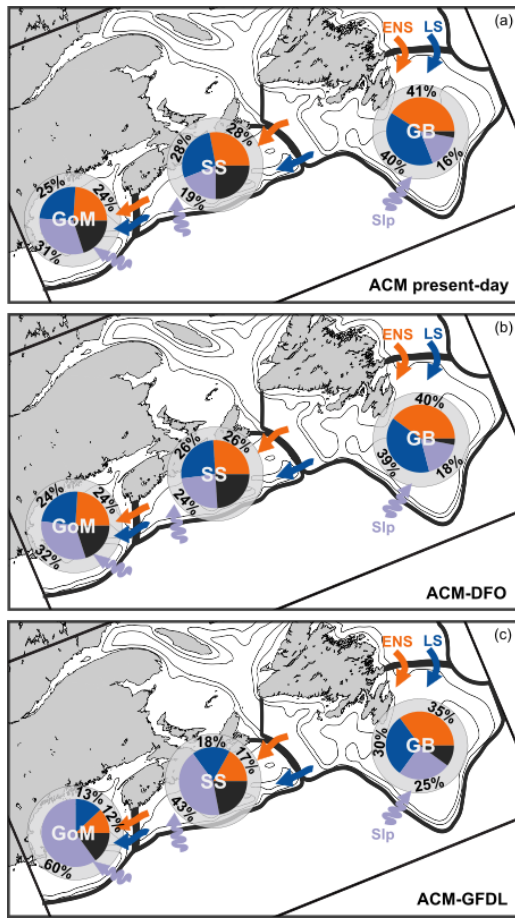 (a)
ENS LS
41%
GB
40%
16%
Slp
28%
28%
SS
19%
25%
24%
GoM
31%
ACM present-day
(b)
ENS LS
40%
GB
39%
18%
Slp
26%
26%
SS
24%
24%
24%
GoM
32%
ACM-DFO
(c)
ENS LS
35%
30%
GB
25%
Slp
18%
17%
SS
43%
13%
12%
GoM
60%
ACM-GFDL